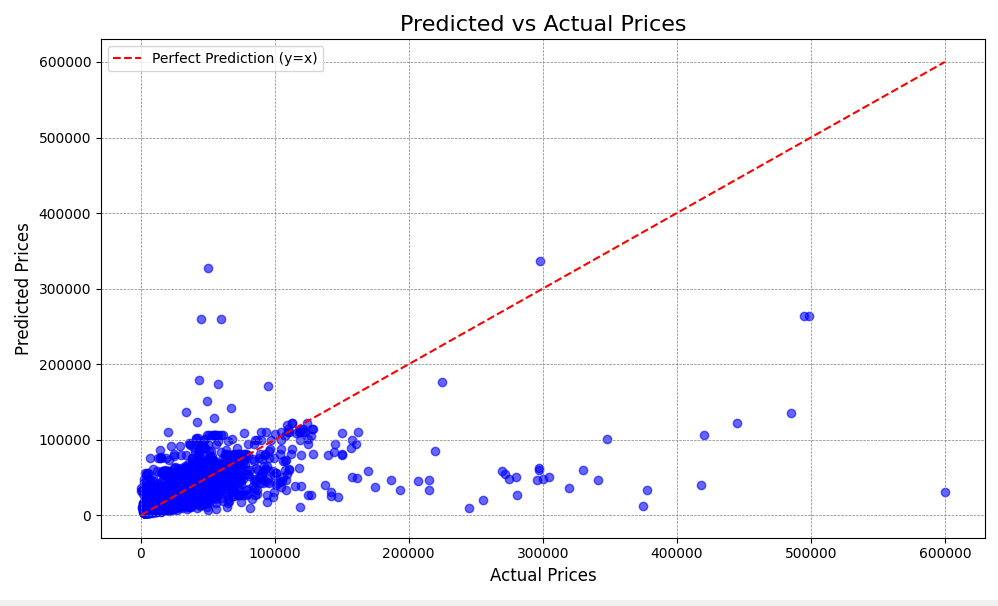 Predicted vs Actual Prices
Perfect Prediction (y=x)
600000
500000
400000
300000
200000
100000
0
Predicted Prices
0 100000 200000 300000 400000 500000 600000
Actual Prices